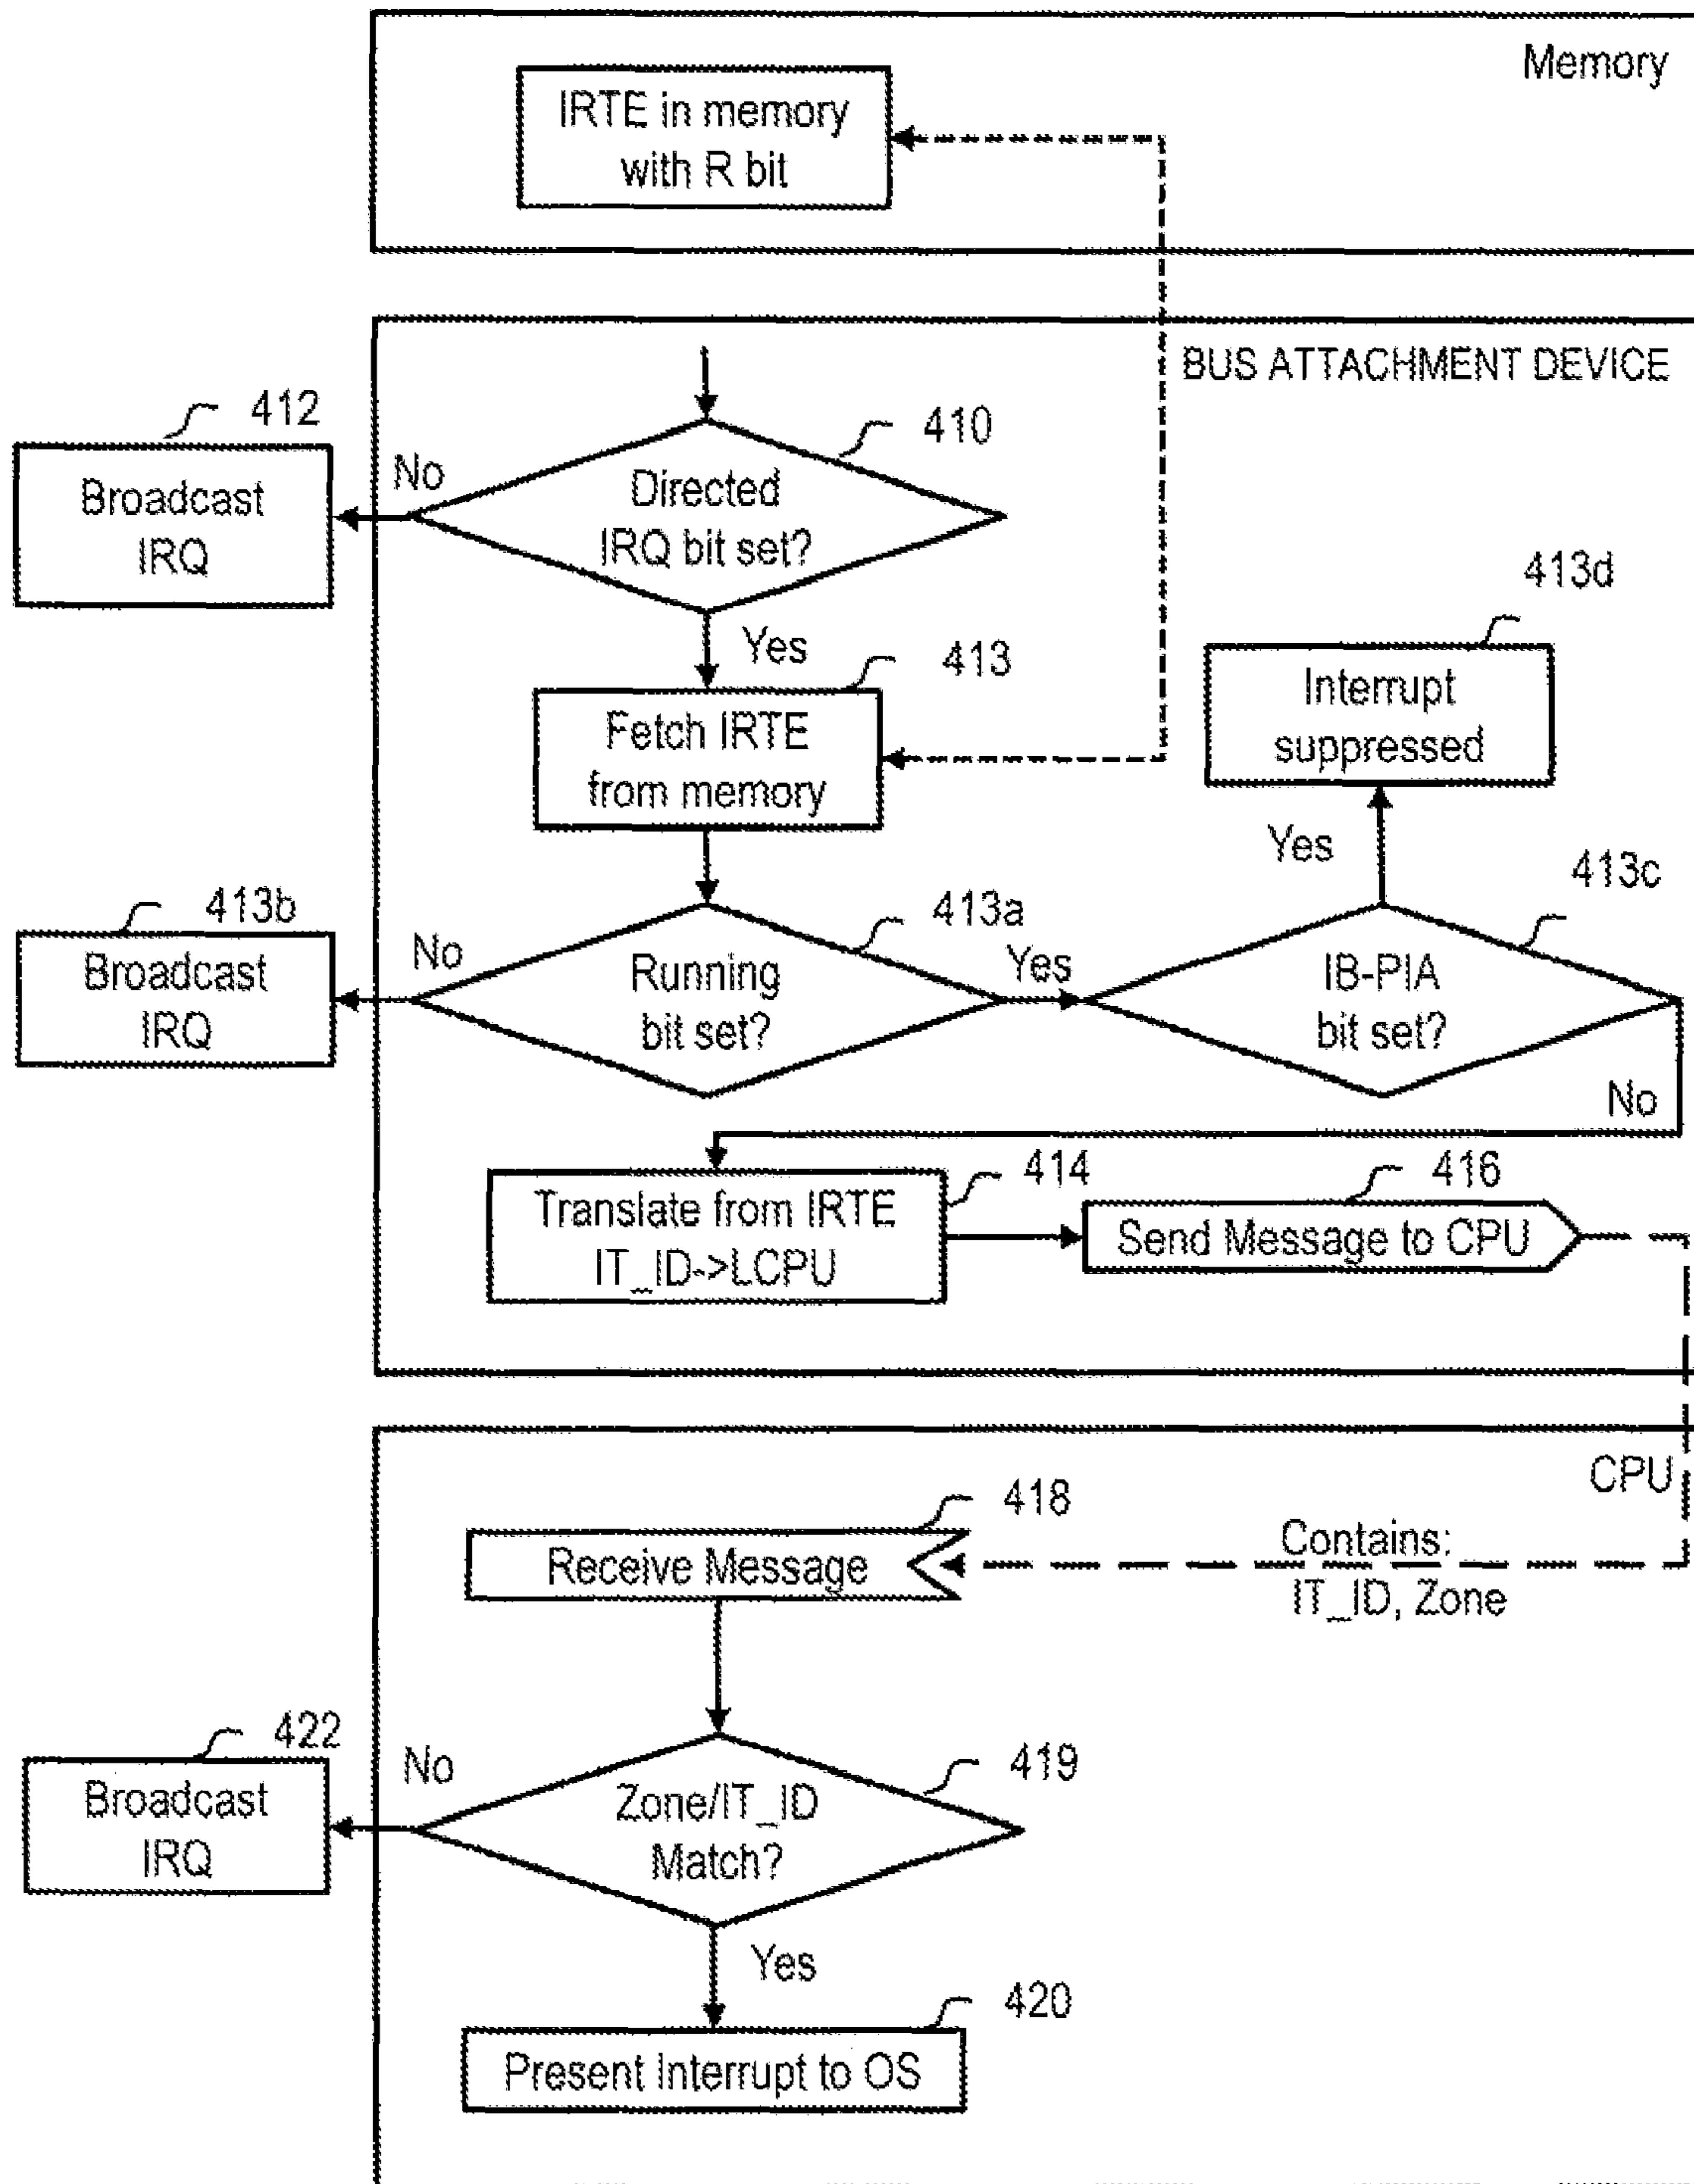 Memory
IRTE in memory
with R bit
BUS ATTACHMENT DEVICE
412
410
Broadcast
IRQ
No
Directed
IRQ bit set?
413d
Yes
413
Interrupt
suppressed
Fetch IRTE
from memory
Yes
413c
413b
413a
Broadcast
IRQ
No
Running
bit set?
Yes
IB-PIA
bit set?
No
414
416
Translate from IRTE
IT_ID->LCPU
Send Message to CPU
CPU
418
Receive Message
Contains:
IT_ID, Zone
422
419
Broadcast
IRQ
No
Zone/IT_ID
Match?
Yes
420
Present Interrupt to OS